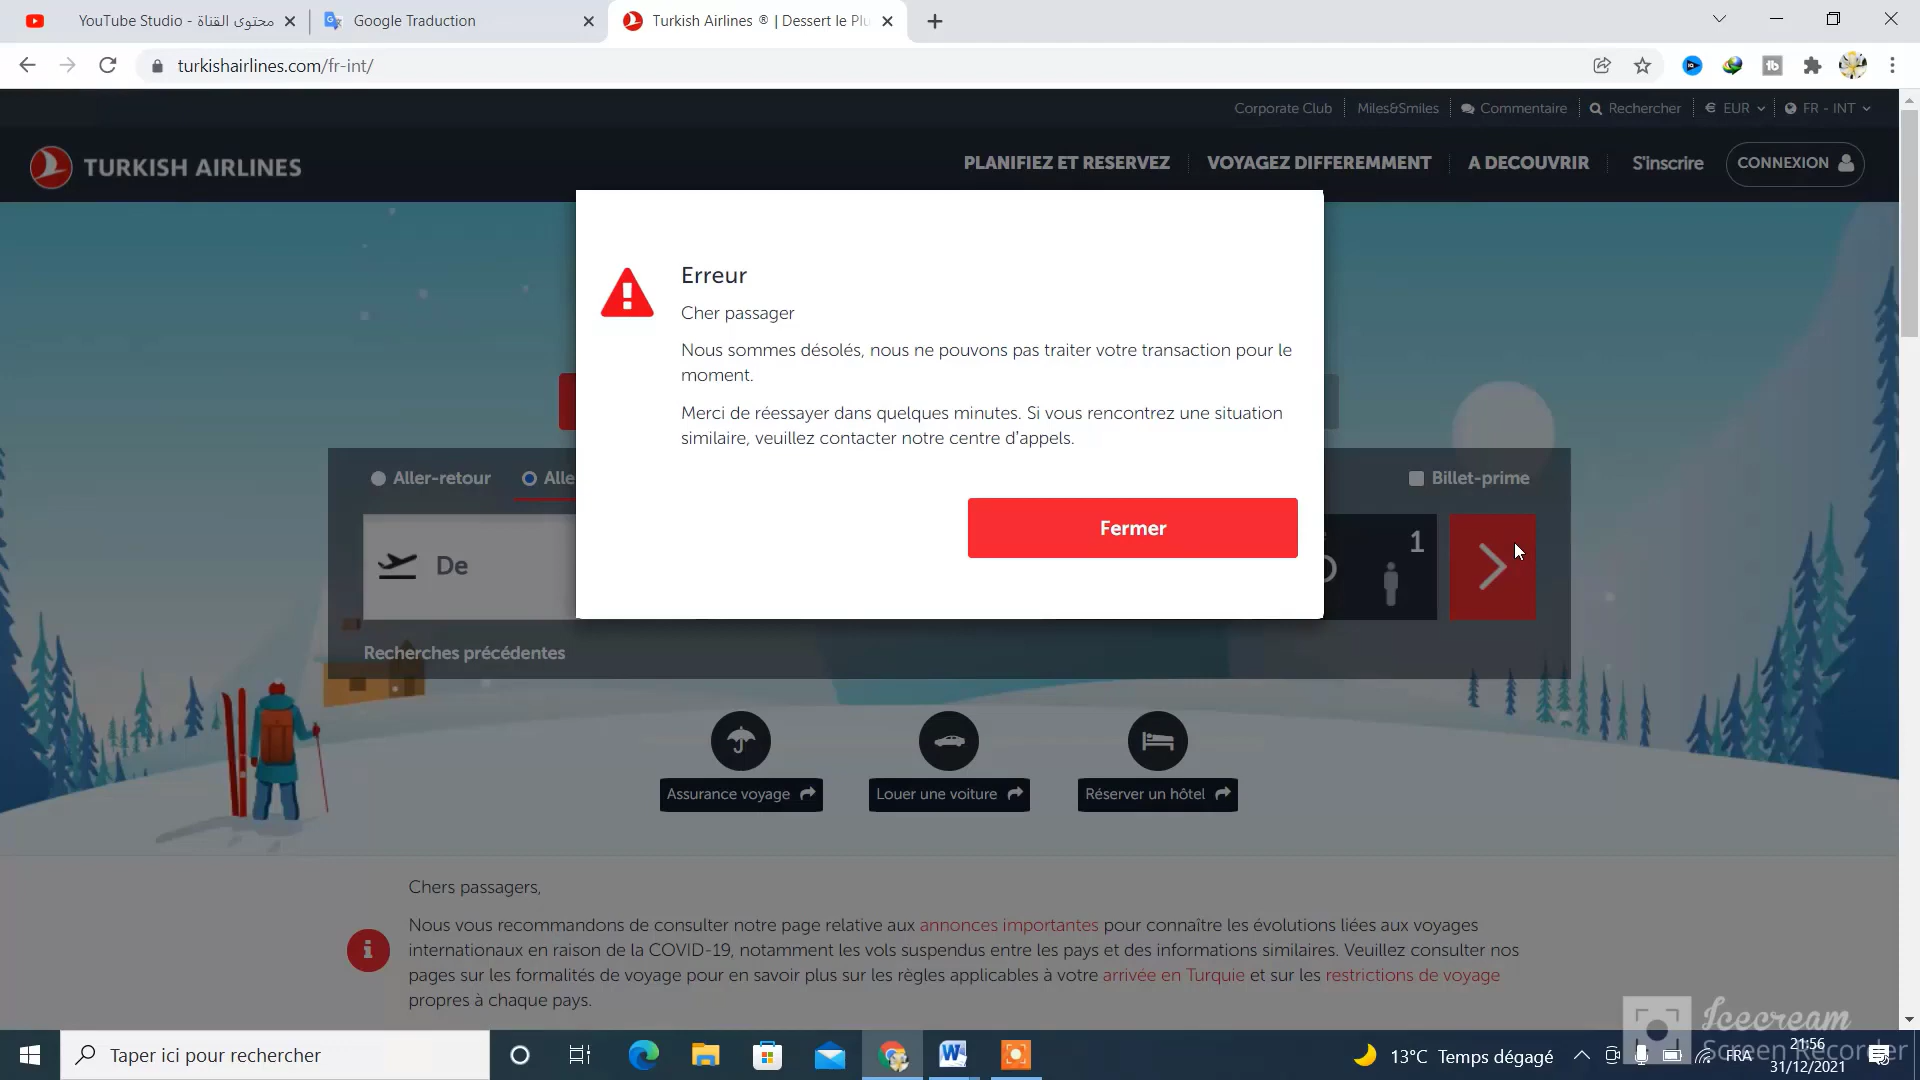 YouTube Studio - محتوى القناة
Google Traduction
Turkish Airlines ® | Dessert le Plu
turkishairlines.com/fr-int/
Corporate Club
Miles&Smiles
Commentaire
Rechercher
€ EUR
FR - INT
TURKISH AIRLINES
PLANIFIEZ ET RESERVEZ
VOYAGEZ DIFFEREMMENT
A DECOUVRIR
S'inscrire
CONNEXION
Erreur
Cher passager
Nous sommes désolés, nous ne pouvons pas traiter votre transaction pour le
moment.
Merci de réessayer dans quelques minutes. Si vous rencontrez une situation
similaire, veuillez contacter notre centre d'appels.
Fermer
Aller-retour
Alle
Billet-prime
De
1
Recherches précédentes
Assurance voyage
Louer une voiture
Réserver un hôtel
Chers passagers,
Nous vous recommandons de consulter notre page relative aux annonces importantes pour connaître les évolutions liées aux voyages
internationaux en raison de la COVID-19, notamment les vols suspendus entre les pays et des informations similaires. Veuillez consulter nos
pages sur les formalités de voyage pour en savoir plus sur les règles applicables à votre arrivée en Turquie et sur les restrictions de voyage
propres à chaque pays.
Icecream
Screen Recorder
Taper ici pour rechercher
13°C Temps dégagé
FRA
21:56
31/12/2021